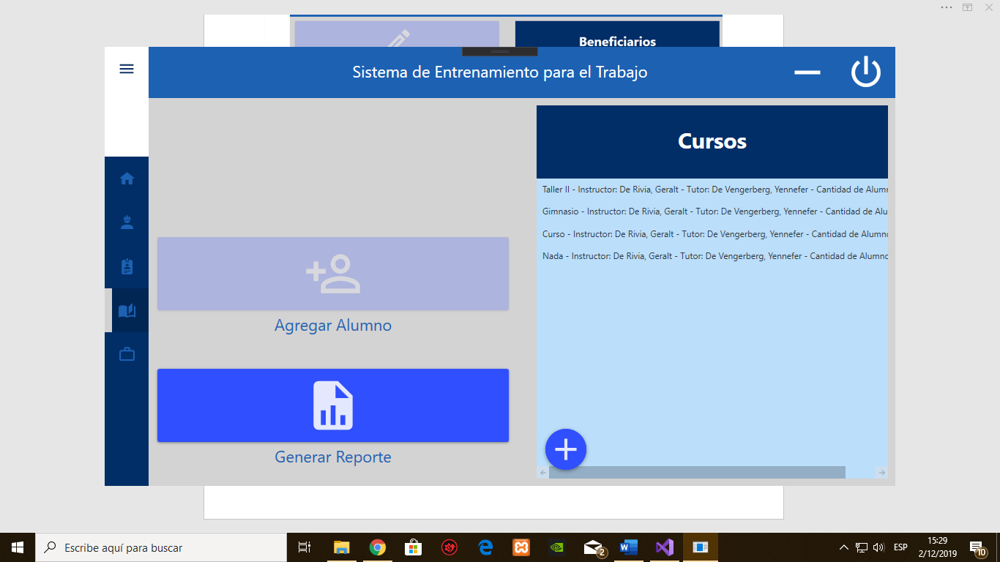 Beneficiarios
Sistema de Entrenamiento para el Trabajo
Cursos
Taller II - Instructor: De Rivia, Geralt - Tutor: De Vengerberg, Yennefer - Cantidad de Alumn
Gimnasio - Instructor: De Rivia, Geralt - Tutor: De Vengerberg, Yennefer - Cantidad de Alu
Curso - Instructor: De Rivia, Geralt - Tutor: De Vengerberg, Yennefer - Cantidad de Alumno
Nada - Instructor: De Rivia, Geralt - Tutor: De Vengerberg, Yennefer - Cantidad de Alumno
Agregar Alumno
Generar Reporte
Escribe aquí para buscar
2
ESP
15:29
2/12/2019
10